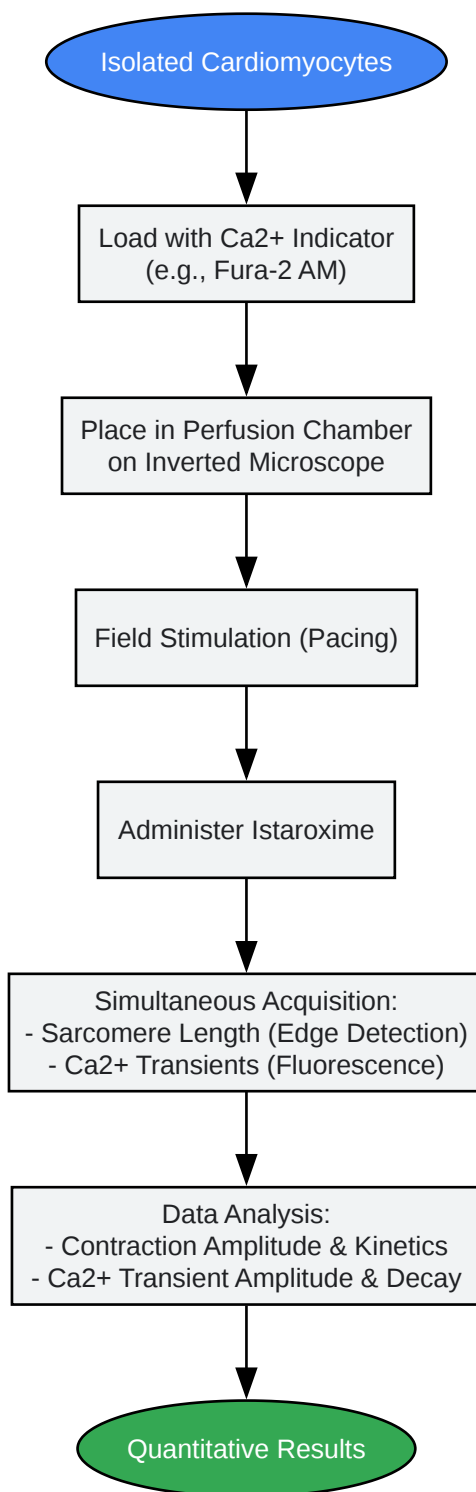 Isolated Cardiomyocytes
Load with Ca2+ Indicator
(e.g., Fura-2 AM)
Place in Perfusion Chamber
on Inverted Microscope
Field Stimulation (Pacing)
Administer Istaroxime
Simultaneous Acquisition:
- Sarcomere Length (Edge Detection)
- Ca2+ Transients (Fluorescence)
Data Analysis:
- Contraction Amplitude & Kinetics
- Ca2+ Transient Amplitude & Decay
Quantitative Results